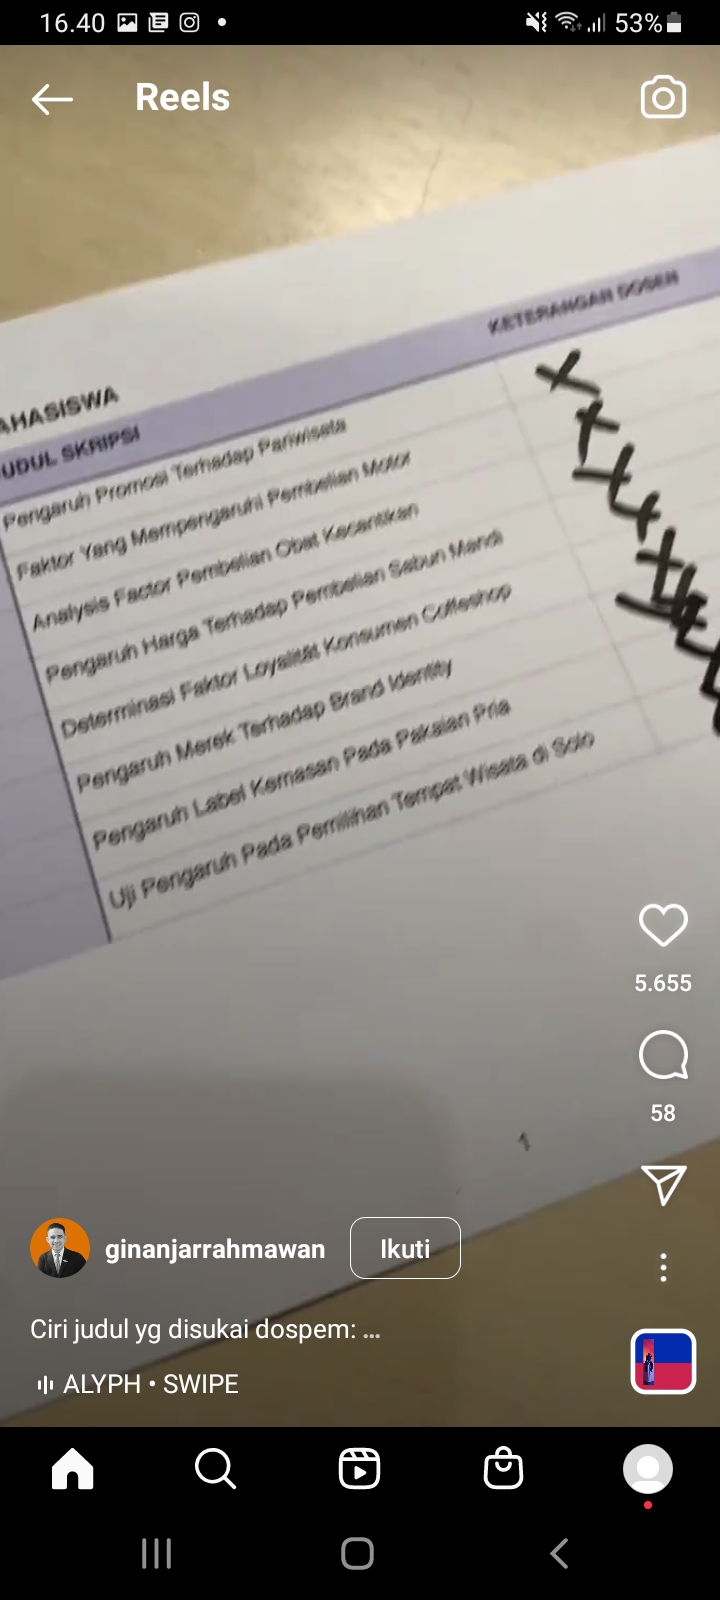 16.40
53%
Reels
KETERANGAN DOSEN
AHASISWA
UDUL SKRIPSI
Pengaruh Promosi Terhadap Pariwisata
Faktor Yang Mempengaruhi Pembelian Motor
Analysis Factor Pembelian Obat Kecantikan
Pengaruh Harga Terhadap Pembelian Sabun Mandi
Determinasi Faktor Loyalität Konsumen Coffeshop
Pengaruh Merek Terhadap Brand Identity
Pengaruh Label Kemasan Pada Pakaian Pria
Uji Pengaruh Pada Pemilihan Tempat Wisata di Solo
1
5.655
58
ginanjarrahmawan
Ikuti
Ciri judul yg disukai dospem: ...
ALYPH • SWIPE